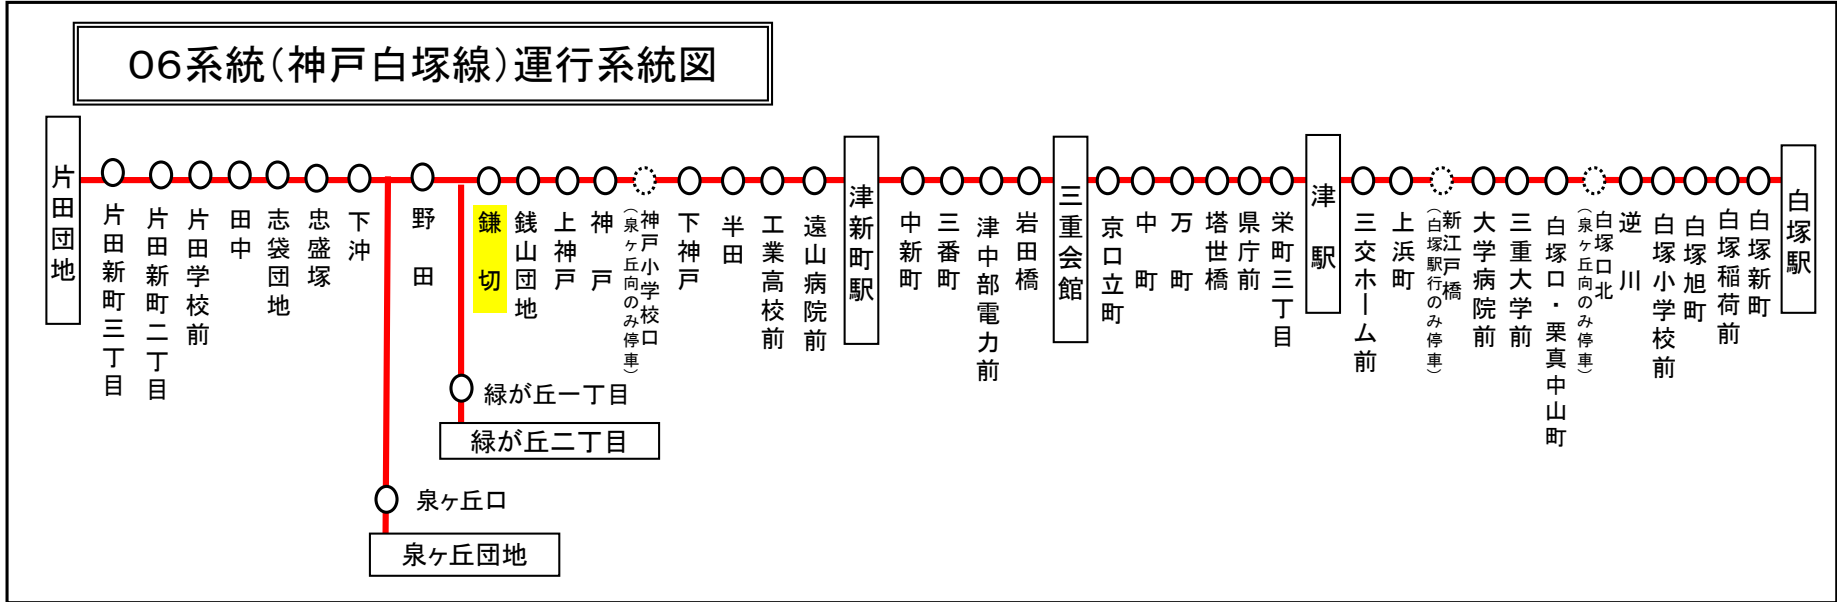 06系統(神戸白塚線)運行系統図
片田団地
片田新町三丁目
片田新町二丁目
片田学校前
田中
志袋団地
忠盛塚
下沖
野田
鎌切
銭山団地
上神戸
神戸
神戸小学校口
(泉ヶ丘向のみ停車)
下神戸
半田
工業高校前
遠山病院前
津新町駅
中新町
三番町
津中部電力前
岩田橋
三重会館
京口立町
中町
万町
塔世橋
県庁前
栄町三丁目
津駅
三交ホーム前
上浜町
新江戸橋
(白塚駅行のみ停車)
大学病院前
三重大学前
白塚口・栗真中山町
白塚口北
(泉ヶ丘向のみ停車)
逆川
白塚小学校前
白塚旭町
白塚稲荷前
白塚新町
白塚駅
緑が丘一丁目
緑が丘二丁目
泉ヶ丘口
泉ヶ丘団地